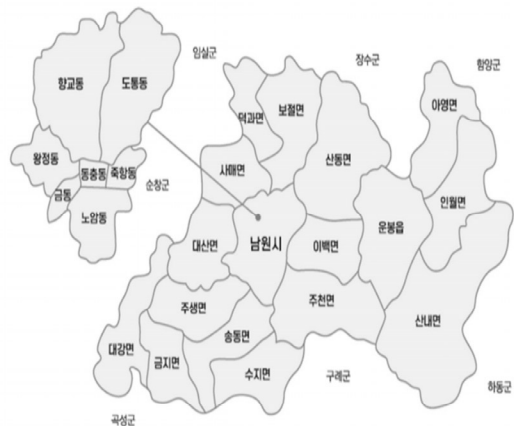 임실군
장수군
함양군
향교동
도통동
아영면
보절면
덕과면
왕정동
동충동
죽항동
사매면
산동면
순창군
금동
노암동
인월면
운봉읍
대산면
남원시
이백면
주생면
주천면
산내면
송동면
대강면
금지면
수지면
구례군
하동군
곡성군